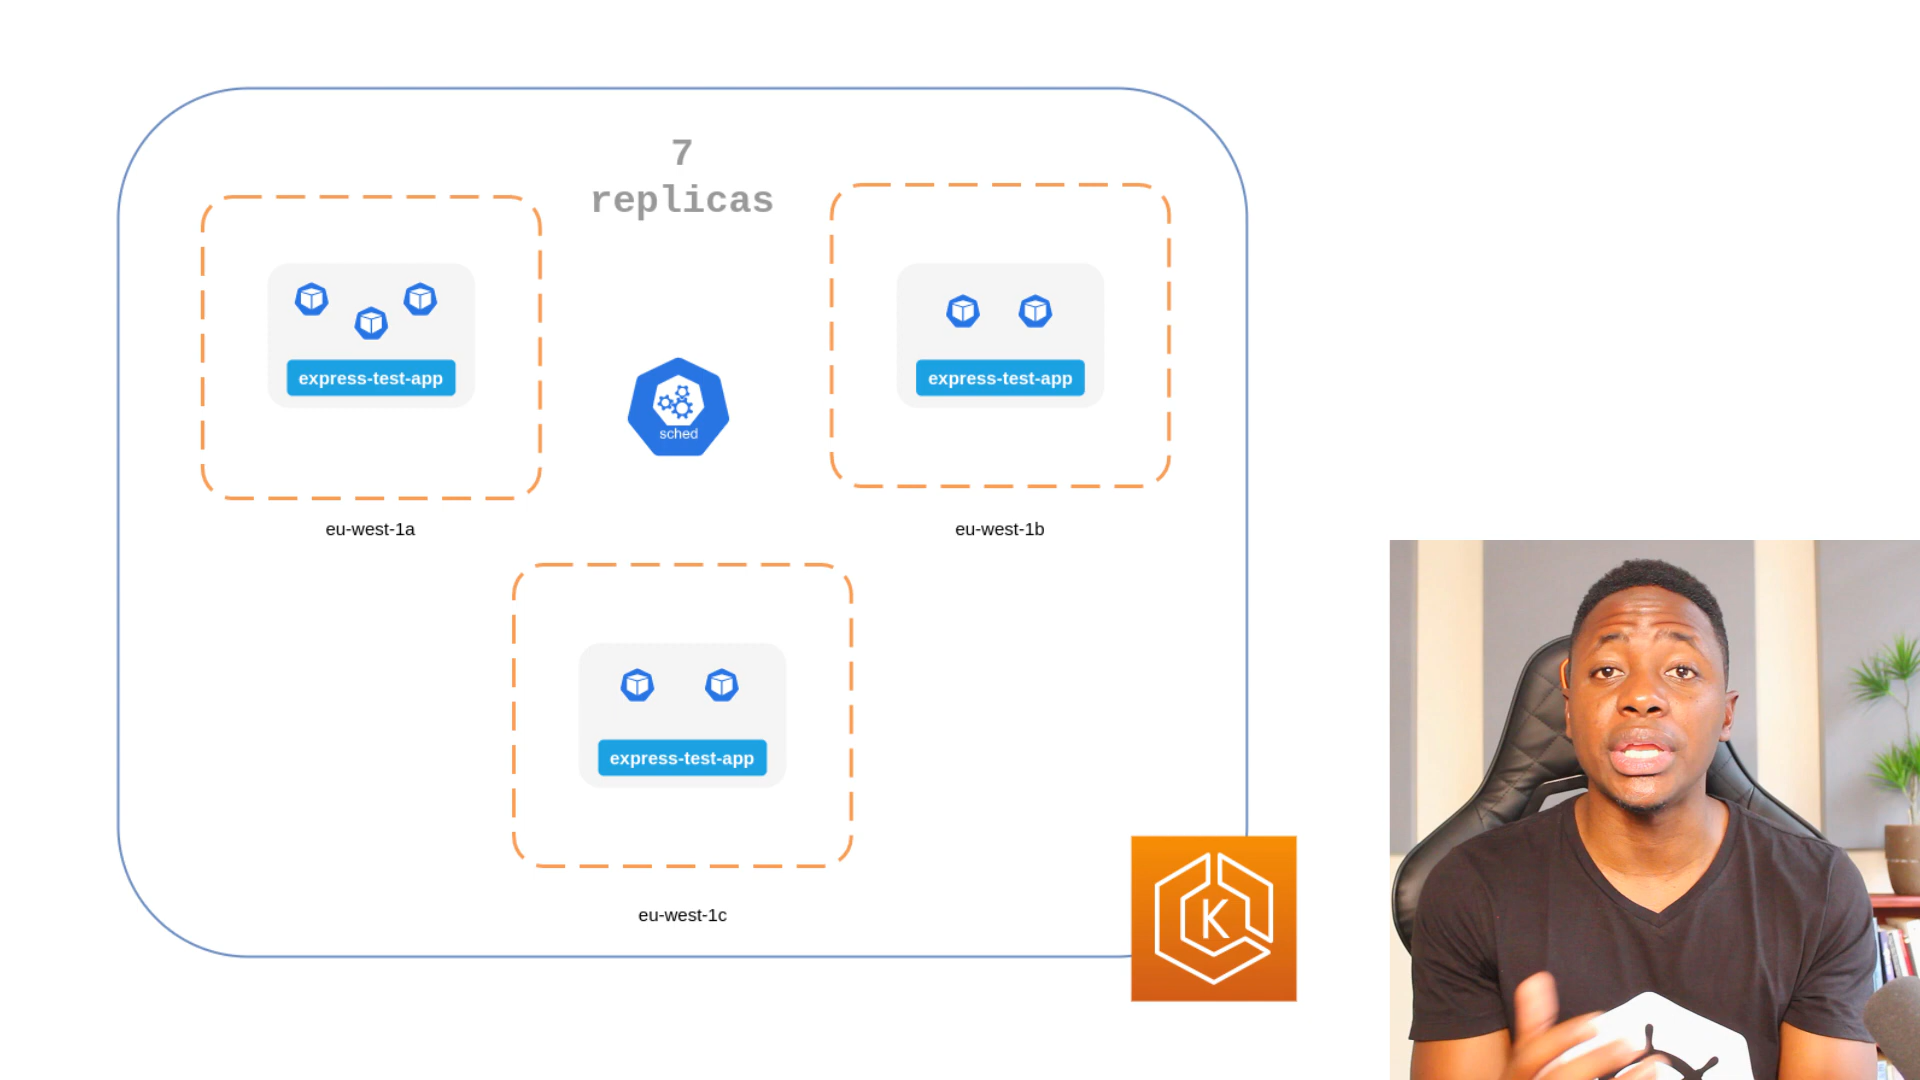 7
replicas
express-test-app
express-test-app
sched
eu-west-1a
eu-west-1b
express-test-app
eu-west-1c
K